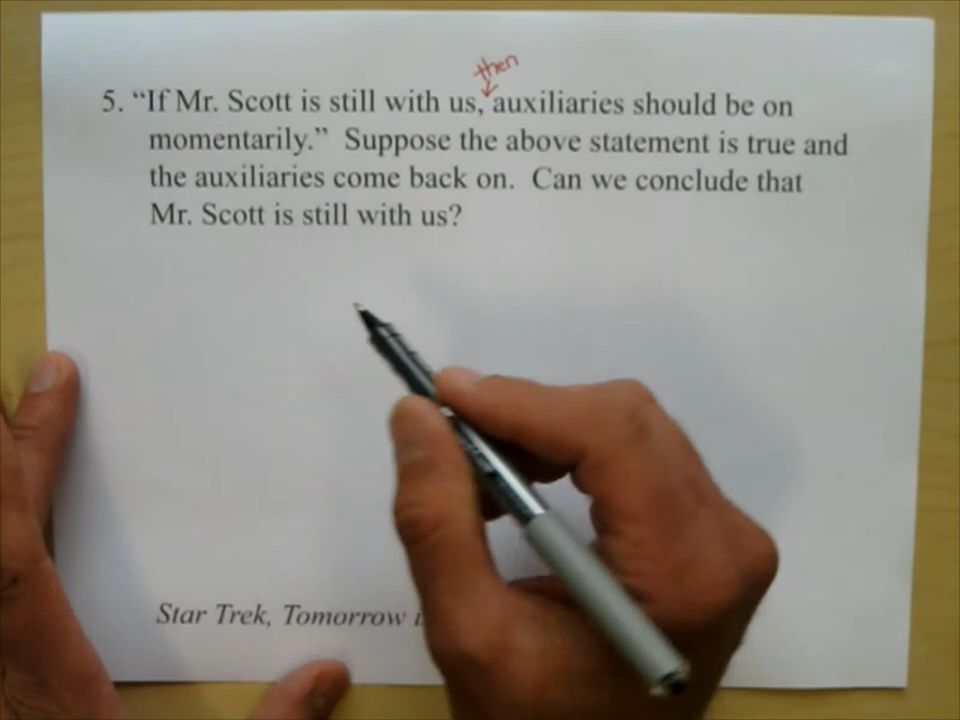 then
5. “If Mr. Scott is still with us, auxiliaries should be on
momentarily.” Suppose the above statement is true and
the auxiliaries come back on. Can we conclude that
Mr. Scott is still with us?
Star Trek, Tomorrow